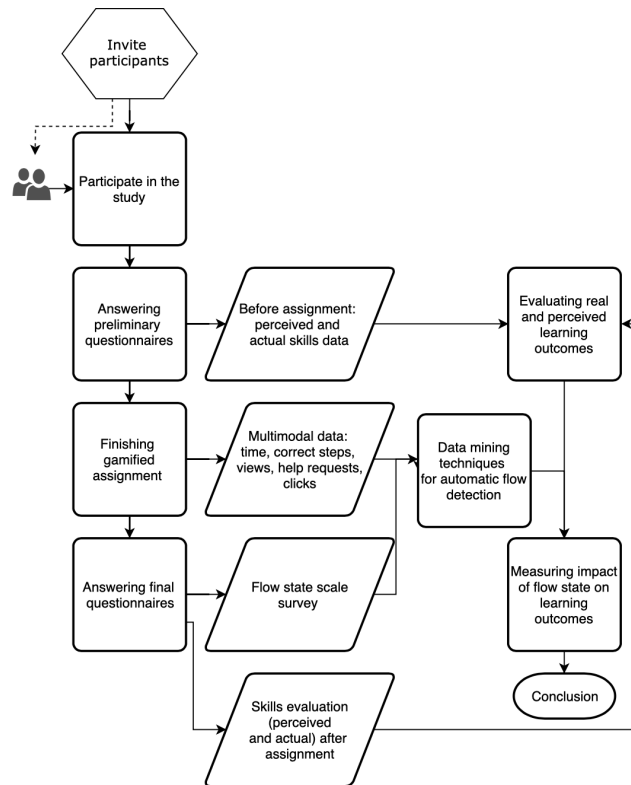 Invite
participants
Participate in the
study
Answering
preliminary
questionnaires
Before assignment:
perceived and
actual skills data
Evaluating real
and perceived
learning
outcomes
Finishing
gamified
assignment
Multimodal data:
time, correct steps,
views, help requests,
clicks
Data mining
techniques
for automatic flow
detection
Answering final
questionnaires
Flow state scale
survey
Measuring impact
of flow state on
learning
outcomes
Skills evaluation
(perceived
and actual) after
assignment
Conclusion